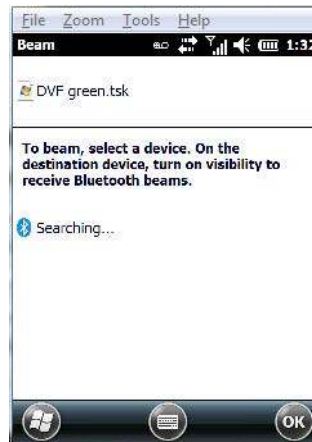 File Zoom Tools Help
Beam 1:32
DVF green.tsk
To beam, select a device. On the
destination device, turn on visibility to
receive Bluetooth beams.
Searching...
OK